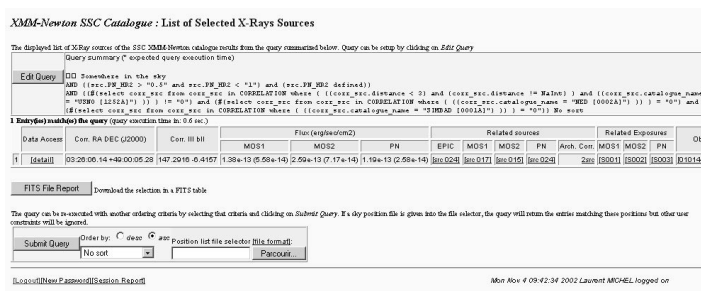 XMM-Newton SSC Catalogue : List of Selected X-Rays Sources
The displayed list of X-Ray sources of the SSC XMM-Newton catalogue results from the query summarized below. Query can be setup by clicking on Edit Query
Query summary (* expected query execution time)
Edit Query
Somewhere in the sky
AND ((src.PN_HR2 > "0.5" and src.PN_HR2 < "1") and (src.PN_HR2 defined))
AND ((#(select corr_src from corr_src in CORRELATION where ( ((corr_src.distance < 3) and (corr_src.distance != NaInt) ) and ((corr_src.catalogue_name
= "USNO [1252A]")) ) ) != "0") and (#(select corr_src from corr_src in CORRELATION where ( ((corr_src.catalogue_name = "NED [0002A]")) ) ) = "0") and
(#(select corr_src from corr_src in CORRELATION where ( ((corr_src.catalogue_name = "SIMBAD [0001A]") ) ) ) = "0")) No sort
1 Entry(ies) match(es) the query (query execution time in: 0.6 sec.)
Data Access Corr. RA DEC (J2000) Corr. lII bII Flux (erg/sec/cm2) Related sources Related Exposures
MOS1 MOS2 PN EPIC MOS1 MOS2 PN Arch. Corr. MOS1 MOS2 PN
1 [detail] 03:26:06.14 +49:00:05.28 147.2916 -6.4157 1.38e-13 (5.58e-14) 2.59e-13 (7.17e-14) 1.19e-13 (2.58e-14) [src 024] [src 017] [src 015] [src 024] 2src [S001] [S002] [S003] [01014
FITS File Report Download the selection in a FITS table
The query can be re-executed with another ordering criteria by selecting that criteria and clicking on Submit Query. If a sky position file is given into the file selector, the query will return the entries matching these positions but other user
constraints will be ignored.
Submit Query Order by: desc asc Position list file selector [file format]:
No sort Parcourir...
[Logout][New Password][Session Report] Mon Nov 4 09:42:34 2002 Laurent MICHEL logged on